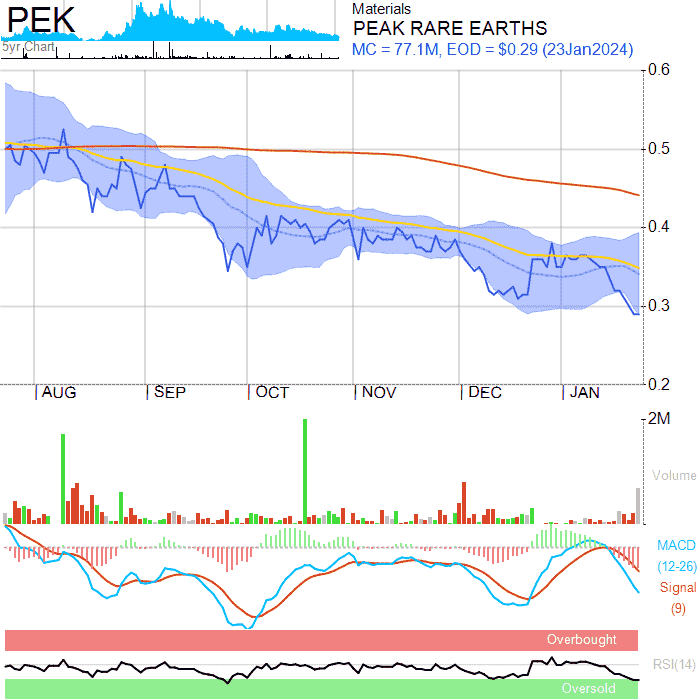 PEK
5yr Chart
Materials
PEAK RARE EARTHS
MC = 77.1M, EOD = $0.29 (23Jan2024)
0.6
0.5
0.4
0.3
0.2
AUG SEP OCT NOV DEC JAN
2M
Volume
MACD
(12-26)
Signal
(9)
Overbought
RSI(14)
Oversold